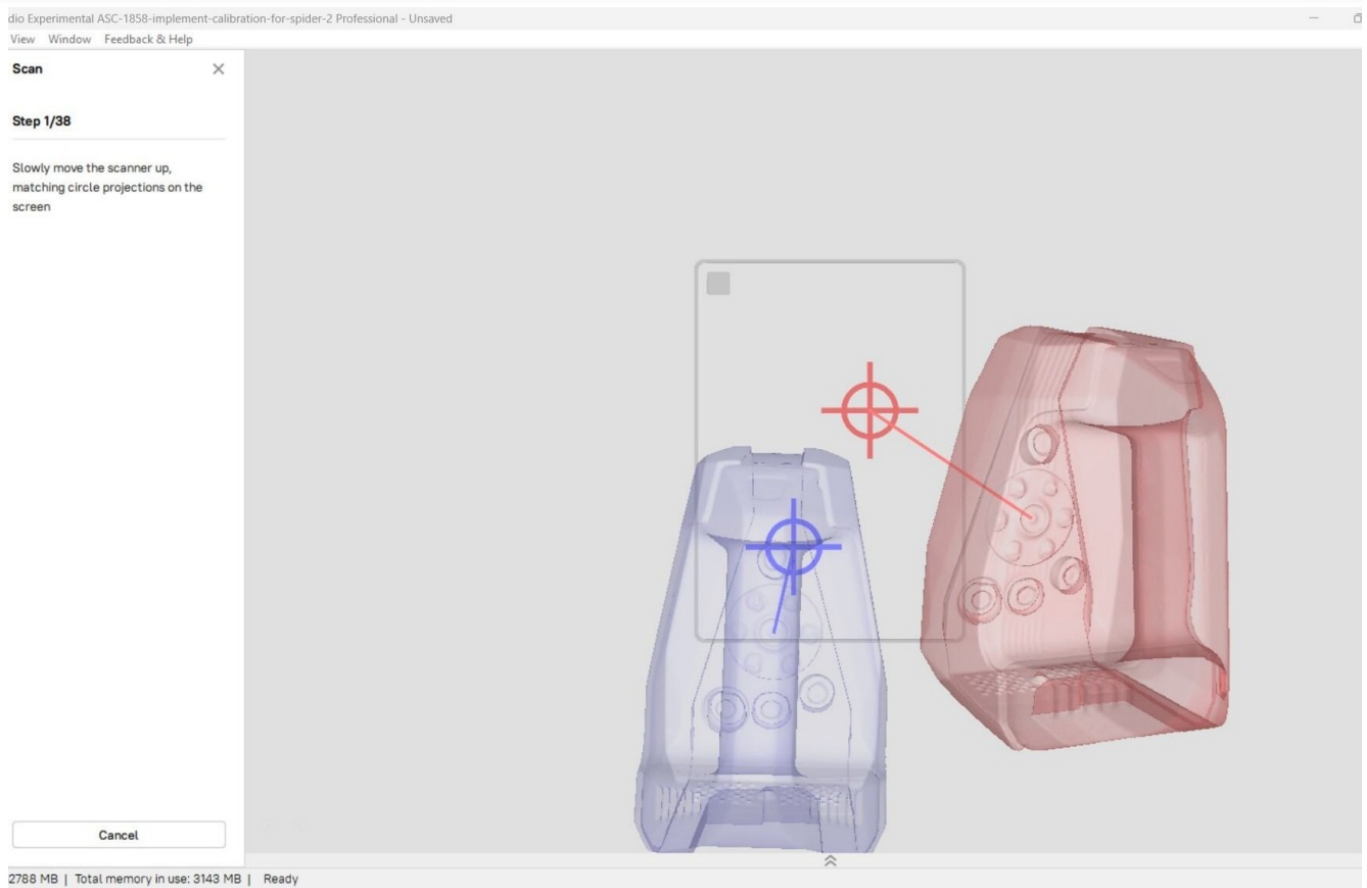 dio Experimental ASC-1858-implement-calibration-for-spider-2 Professional - Unsaved
View Window Feedback & Help
Scan
Step 1/38
Slowly move the scanner up,
matching circle projections on the
screen
Cancel
2788 MB | Total memory in use: 3143 MB | Ready